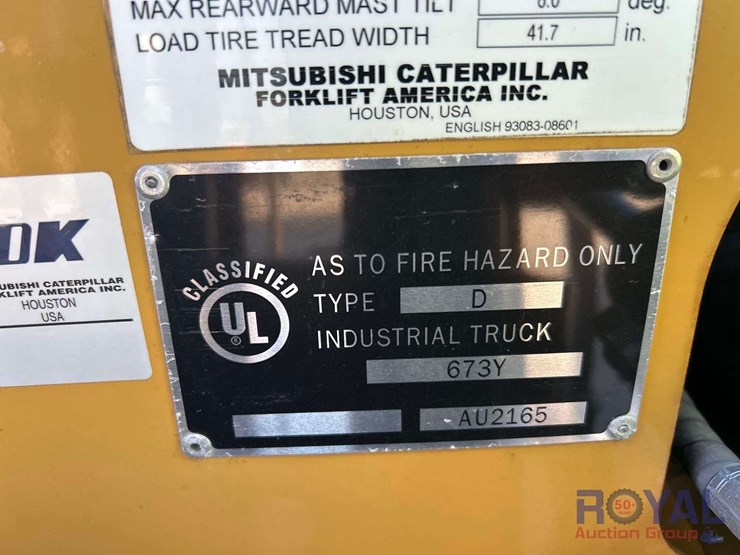 MAX REARWARD MAST TILT 6.0 deg.
LOAD TIRE TREAD WIDTH 41.7 in.
MITSUBISHI CATERPILLAR
FORKLIFT AMERICA INC.
HOUSTON, USA
ENGLISH 93083-08601
OK
UBISHI CATERPILLAR
KLIFT AMERICA INC.
HOUSTON
USA
CLASSIFIED
UL
®
AS TO FIRE HAZARD ONLY
TYPE D
INDUSTRIAL TRUCK
673Y
AU2165
ROYAL
50+
YEARS
Auction Group